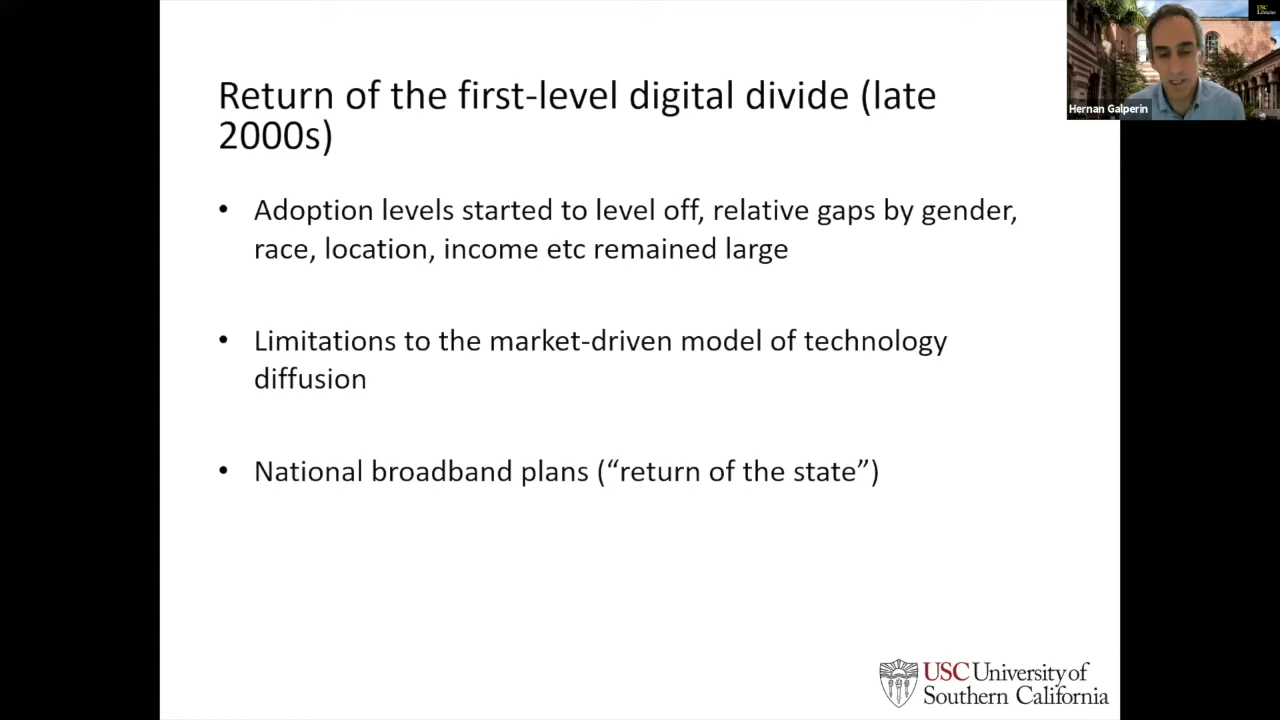 Return of the first-level digital divide (late
2000s)
• Adoption levels started to level off, relative gaps by gender,
race, location, income etc remained large
• Limitations to the market-driven model of technology
diffusion
• National broadband plans (“return of the state”)
Hernan Galperin
USC
Libraries
USC University of
Southern California